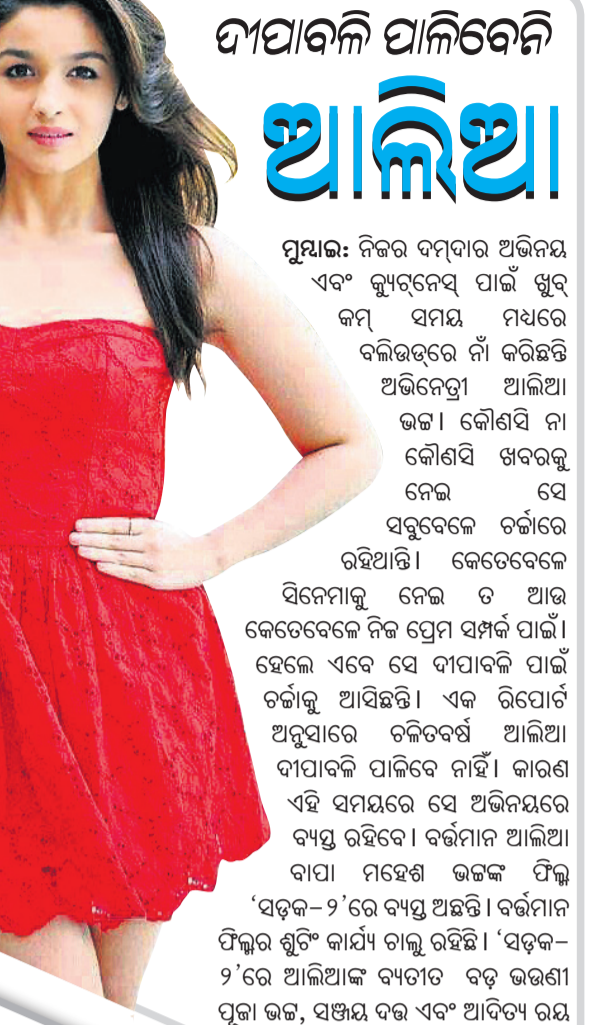 ଦୀପାବଳି ପାଳିବେନି
ଆଲିଆ
ମୁମ୍ବାଇ: ନିଜର ଦମ୍‌ଦାର ଅଭିନୟ
ଏବଂ କ୍ୟୁଟ୍‌ନେସ୍ ପାଇଁ ଖୁବ୍
କମ୍ ସମୟ ମଧ୍ୟରେ
ବଲିଉଡ୍‌ରେ ନାଁ କରିଛନ୍ତି
ଅଭିନେତ୍ରୀ ଆଲିଆ
ଭଟ୍ଟ। କୌଣସି ନା
କୌଣସି ଖବରକୁ
ନେଇ ସେ
ସବୁବେଳେ ଚର୍ଚ୍ଚାରେ
ରହିଥାନ୍ତି। କେତେବେଳେ
ସିନେମାକୁ ନେଇ ତ ଆଉ
କେତେବେଳେ ନିଜ ପ୍ରେମ ସମ୍ପର୍କ ପାଇଁ।
ହେଲେ ଏବେ ସେ ଦୀପାବଳି ପାଇଁ
ଚର୍ଚ୍ଚାକୁ ଆସିଛନ୍ତି। ଏକ ରିପୋର୍ଟ
ଅନୁସାରେ ଚଳିତବର୍ଷ ଆଲିଆ
ଦୀପାବଳି ପାଳିବେ ନାହିଁ। କାରଣ
ଏହି ସମୟରେ ସେ ଅଭିନୟରେ
ବ୍ୟସ୍ତ ରହିବେ। ବର୍ତ୍ତମାନ ଆଲିଆ
ବାପା ମହେଶ ଭଟ୍ଟଙ୍କ ଫିଲ୍ମ
‘ସଡ଼କ–୨’ରେ ବ୍ୟସ୍ତ ଅଛନ୍ତି। ବର୍ତ୍ତମାନ
ଫିଲ୍ମର ଶୁଟିଂ କାର୍ଯ୍ୟ ଚାଲୁ ରହିଛି। ‘ସଡ଼କ–
୨’ରେ ଆଲିଆଙ୍କ ବ୍ୟତୀତ ବଡ଼ ଭଉଣୀ
ପୂଜା ଭଟ୍ଟ, ସଞ୍ଜୟ ଦତ୍ତ ଏବଂ ଆଦିତ୍ୟ ରୟ